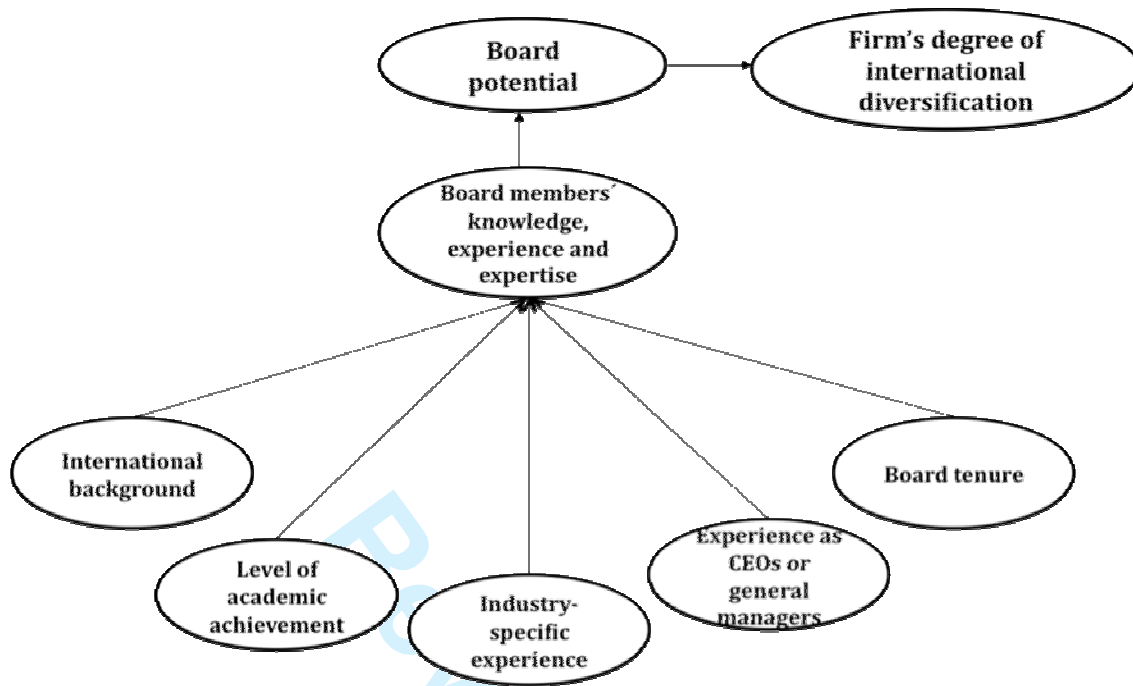 Board
potential
Firm's degree of
international
diversification
Board members´
knowledge,
experience and
expertise
International
background
Level of
academic
achievement
Industry-
specific
experience
Experience as
CEOs or
general
managers
Board tenure